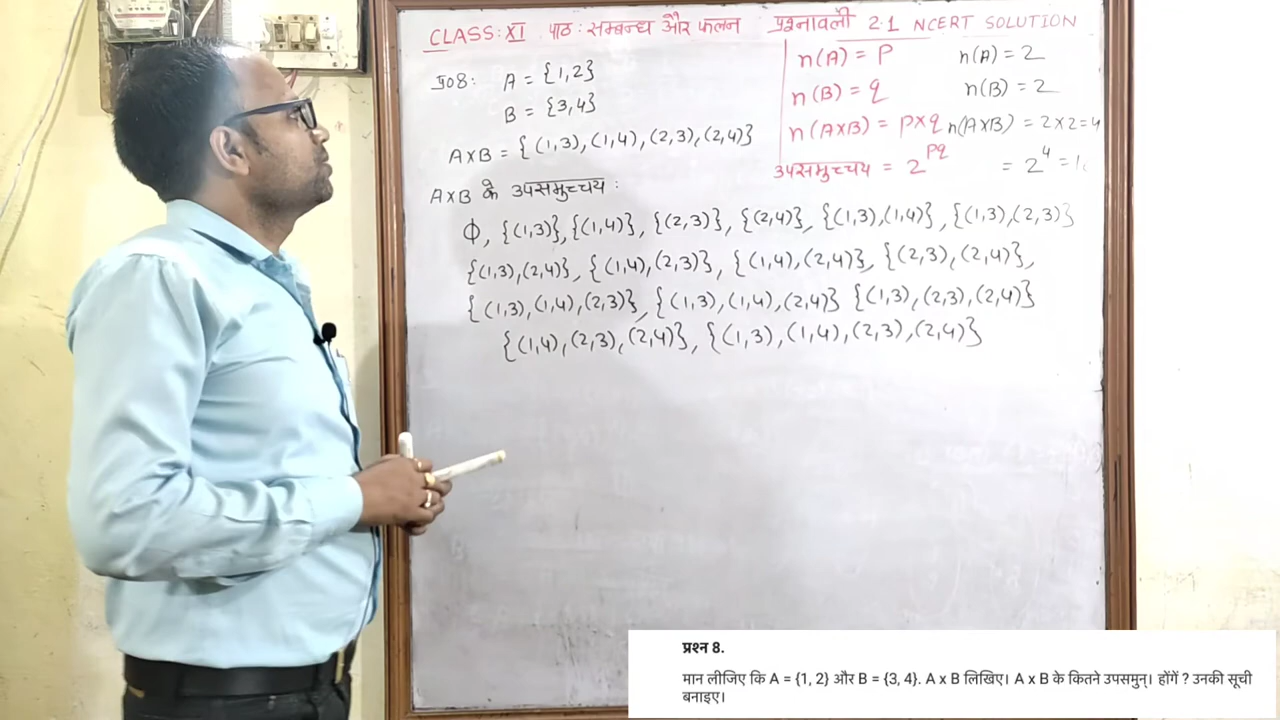 CLASS: XI पाठ: सम्बन्ध और फलन प्रश्नावली 2.1 NCERT SOLUTION
प्र08: A = {1,2}
B = {3,4}
A×B = {(1,3),(1,4),(2,3),(2,4)}
n(A) = p n(A) = 2
n(B) = q n(B) = 2
n(A×B) = p×q n(A×B) = 2×2=4
उपसमुच्चय = 2^pq = 2^4 = 1
A×B के उपसमुच्चय:
Φ, {(1,3)},{(1,4)}, {(2,3)}, {(2,4)}, {(1,3),(1,4)}, {(1,3),(2,3)}
{(1,3),(2,4)}, {(1,4),(2,3)}, {(1,4),(2,4)}, {(2,3),(2,4)},
{(1,3),(1,4),(2,3)}, {(1,3),(1,4),(2,4)} {(1,3),(2,3),(2,4)}
{(1,4),(2,3),(2,4)}, {(1,3),(1,4),(2,3),(2,4)}
प्रश्न 8.
मान लीजिए कि A = {1, 2} और B = {3, 4}. A x B लिखिए। A x B के कितने उपसमुन्। होंगें ? उनकी सूची
बनाइए।